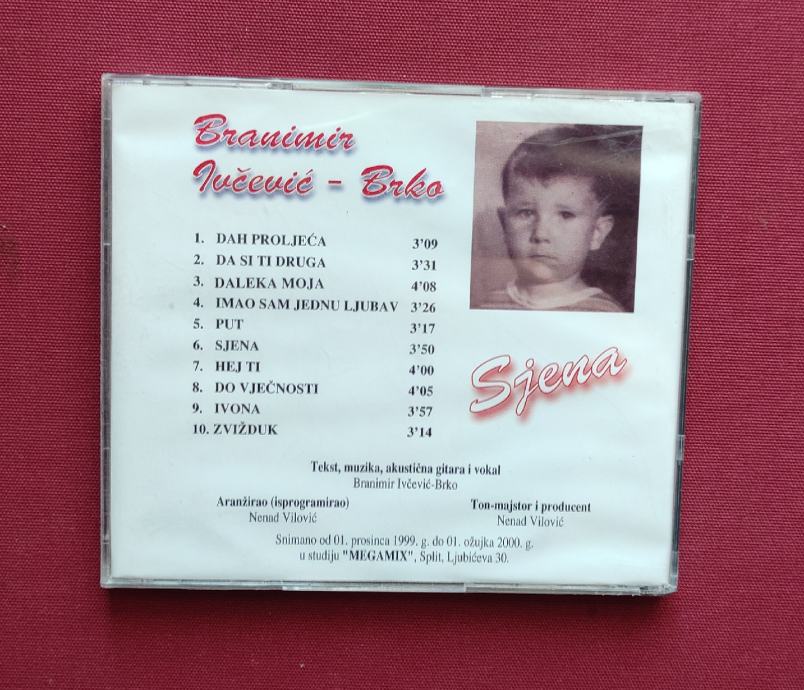 Branimir
Ivčević - Brko
1. DAH PROLJEĆA 3'09
2. DA SI TI DRUGA 3'31
3. DALEKA MOJA 4'08
4. IMAO SAM JEDNU LJUBAV 3'26
5. PUT 3'17
6. SJENA 3'50
7. HEJ TI 4'00
8. DO VJEČNOSTI 4'05
9. IVONA 3'57
10. ZVIŽDUK 3'14
Sjena
Tekst, muzika, akustična gitara i vokal
Branimir Ivčević-Brko
Aranžirao (isprogramirao)
Nenad Vilović
Ton-majstor i producent
Nenad Vilović
Snimano od 01. prosinca 1999. g. do 01. ožujka 2000. g.
u studiju "MEGAMIX", Split, Ljubićeva 30.